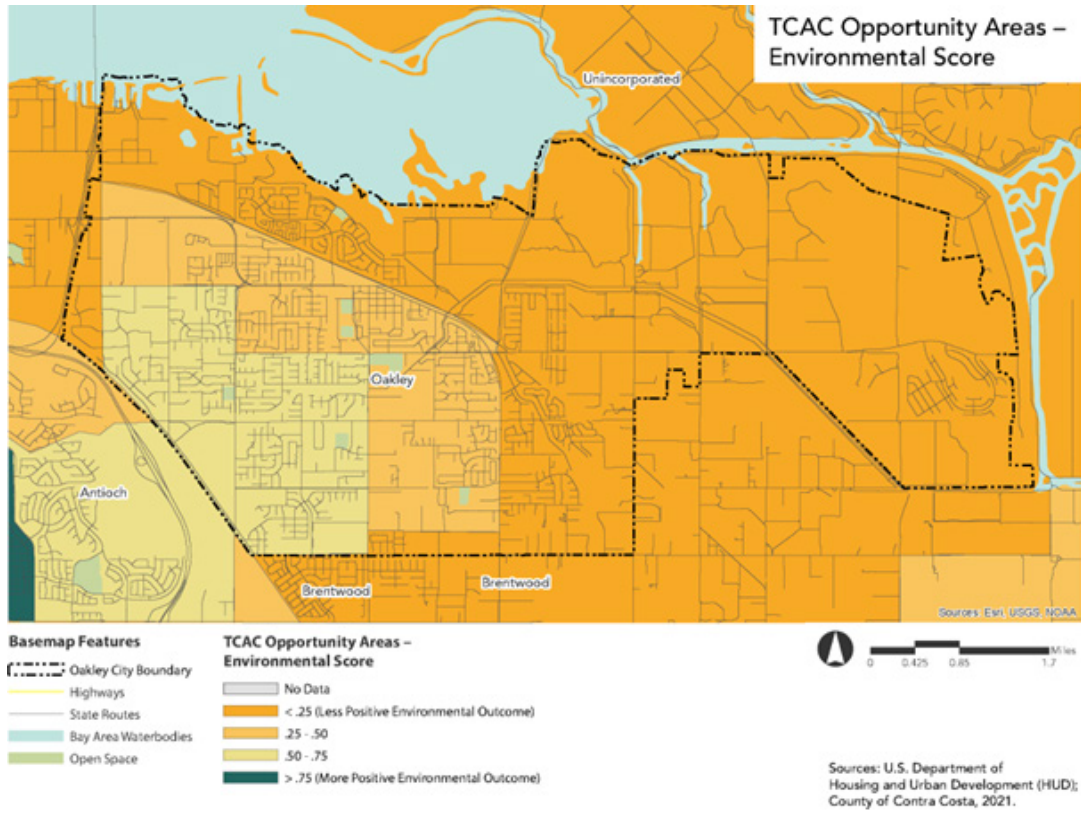 TCAC Opportunity Areas –
Environmental Score
Unincorporated
Oakley
Antioch
Brentwood
Brentwood
Sources: Esri, USGS, NOAA
Basemap Features
Oakley City Boundary
Highways
State Routes
Bay Area Waterbodies
Open Space
TCAC Opportunity Areas –
Environmental Score
No Data
< .25 (Less Positive Environmental Outcome)
.25 - .50
.50 - .75
> .75 (More Positive Environmental Outcome)
Miles
0 0.425 0.85 1.7
Sources: U.S. Department of
Housing and Urban Development (HUD);
County of Contra Costa, 2021.